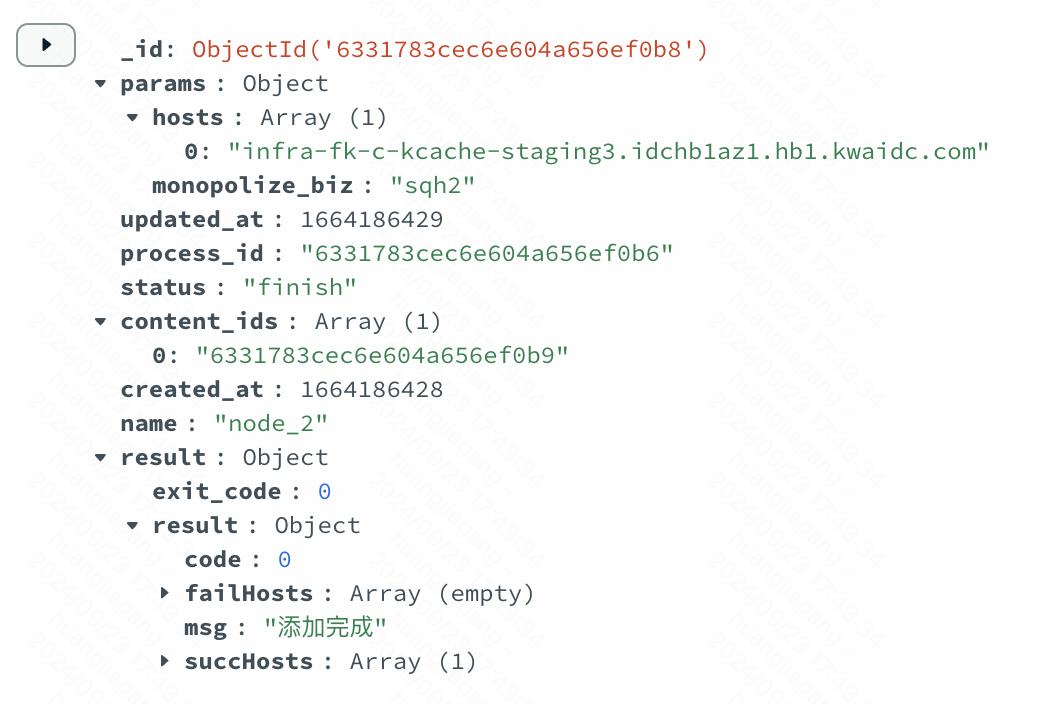 _id: ObjectId('6331783cec6e604a656ef0b8')
params : Object
hosts : Array (1)
0: "infra-fk-c-kcache-staging3.idchb1az1.hb1.kwaidc.com"
monopolize_biz : "sqh2"
updated_at : 1664186429
process_id : "6331783cec6e604a656ef0b6"
status : "finish"
content_ids : Array (1)
0: "6331783cec6e604a656ef0b9"
created_at : 1664186428
name : "node_2"
result : Object
exit_code : 0
result : Object
code : 0
failHosts : Array (empty)
msg : "添加完成"
succHosts : Array (1)